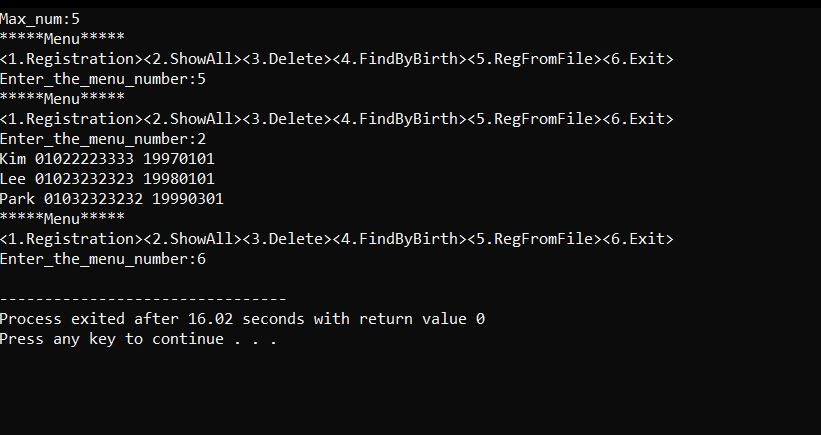 Max_num:5
*****Menu*****
<1.Registration><2.ShowAll><3.Delete><4.FindByBirth><5.RegFromFile><6.Exit>
Enter_the_menu_number:5
*****Menu*****
<1.Registration><2.ShowAll><3.Delete><4.FindByBirth><5.RegFromFile><6.Exit>
Enter_the_menu_number:2
Kim 01022223333 19970101
Lee 01023232323 19980101
Park 01032323232 19990301
*****Menu*****
<1.Registration><2.ShowAll><3.Delete><4.FindByBirth><5.RegFromFile><6.Exit>
Enter_the_menu_number:6
--------------------------------
Process exited after 16.02 seconds with return value 0
Press any key to continue . . .